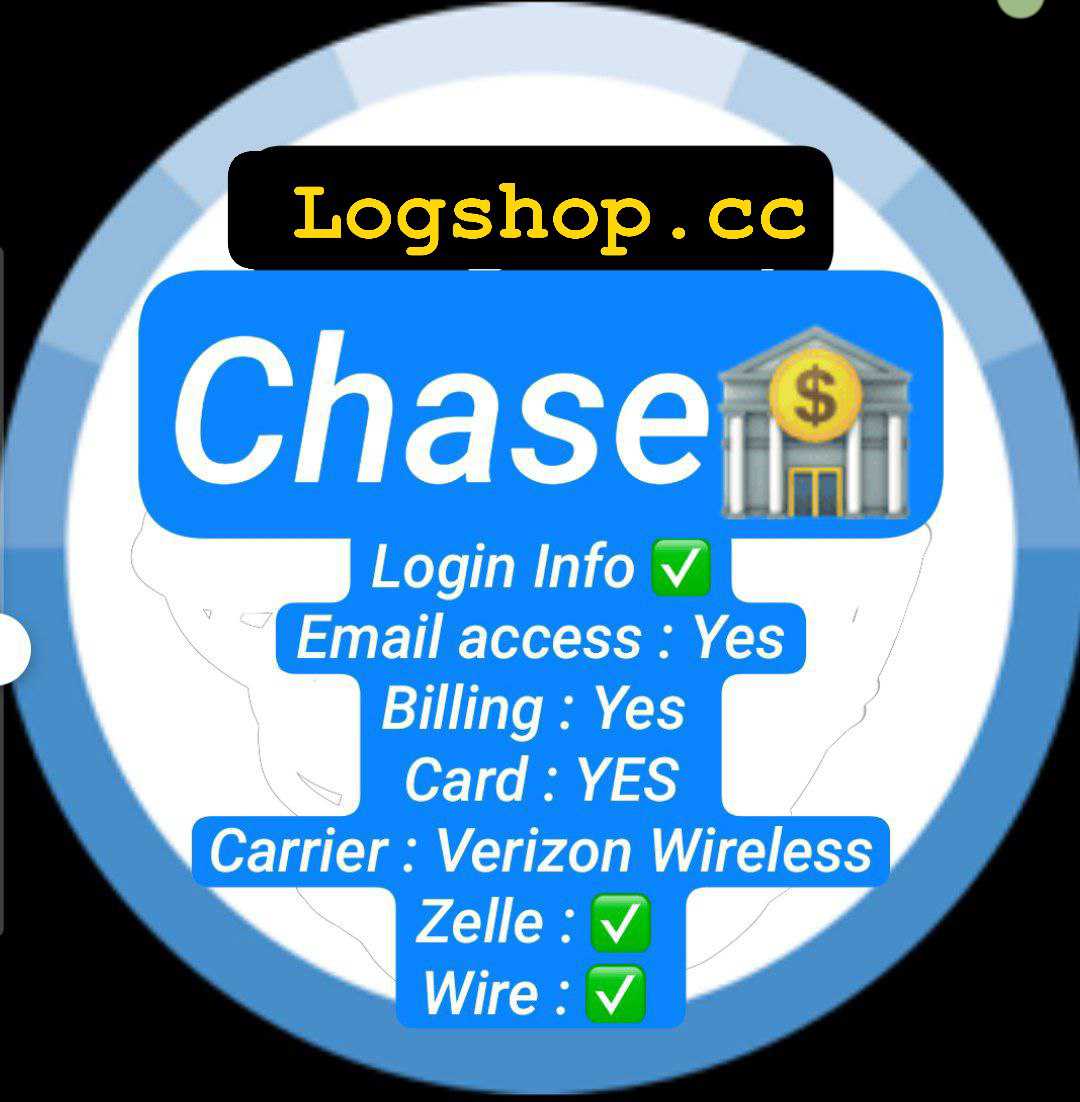 Logshop.cc
Chase🏦
Login Info ✅
Email access : Yes
Billing : Yes
Card : YES
Carrier : Verizon Wireless
Zelle : ✅
Wire : ✅